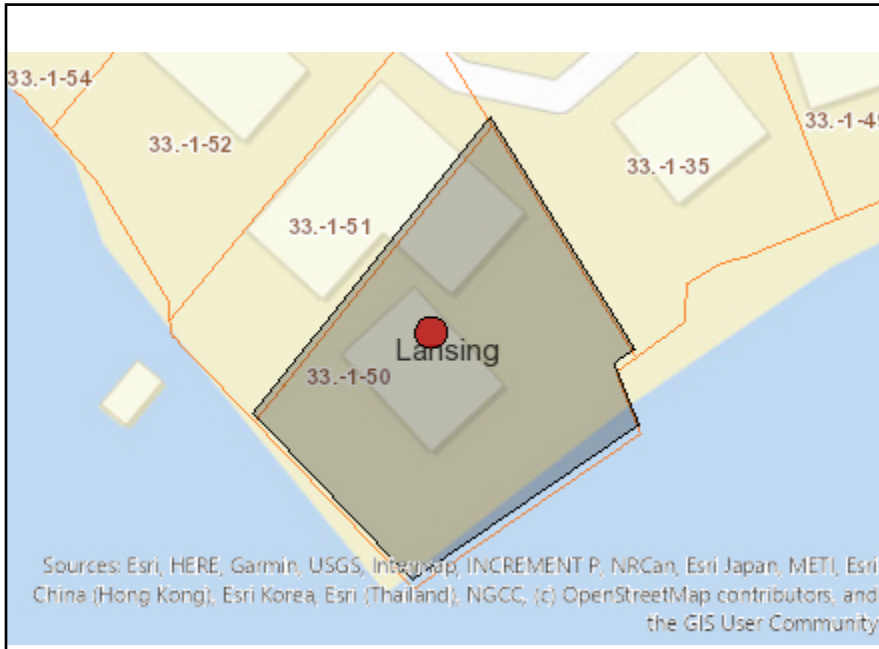 33.-1-54
33.-1-52
33.-1-49
33.-1-35
33.-1-51
Lansing
33.-1-50
Sources: Esri, HERE, Garmin, USGS, Intermap, INCREMENT P, NRCan, Esri Japan, METI, Esri
China (Hong Kong), Esri Korea, Esri (Thailand), NGCC, (c) OpenStreetMap contributors, and
the GIS User Community